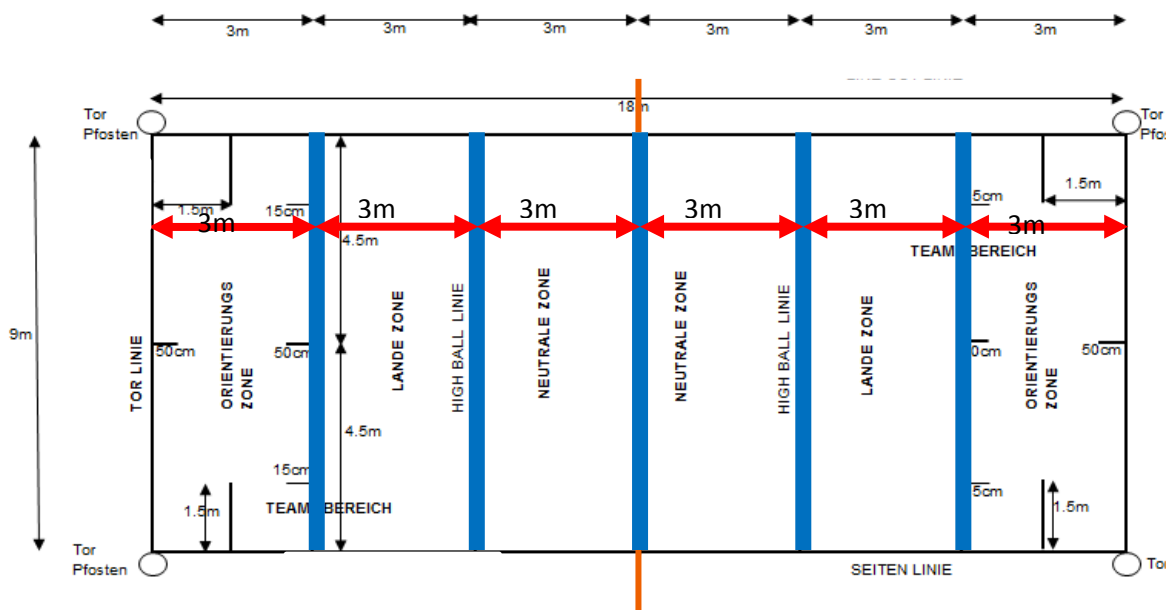 3m 3m 3m 3m 3m 3m
18m
Tor
Pfosten
Tor
1.5m
15cm
5cm
1.5m
3m
3m
3m
3m
3m
3m
4.5m
TEAM BEREICH
9m
TOR LINIE
50cm
ORIENTIERUNGS
ZONE
50cm
LANDE ZONE
HIGH BALL LINIE
NEUTRALE ZONE
NEUTRALE ZONE
HIGH BALL LINIE
LANDE ZONE
0cm
ORIENTIERUNGS
ZONE
50cm
4.5m
15cm
1.5m
TEAM BEREICH
5cm
1.5m
Tor
Pfosten
SEITEN LINIE
Tor